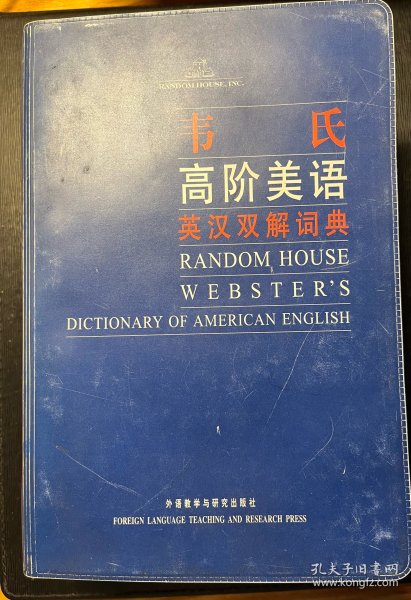 RANDOM HOUSE, INC.
韦氏
高阶美语
英汉双解词典
RANDOM HOUSE
WEBSTER'S
DICTIONARY OF AMERICAN ENGLISH
外语教学与研究出版社
FOREIGN LANGUAGE TEACHING AND RESEARCH PRESS
孔夫子旧书网
www.kongfz.com